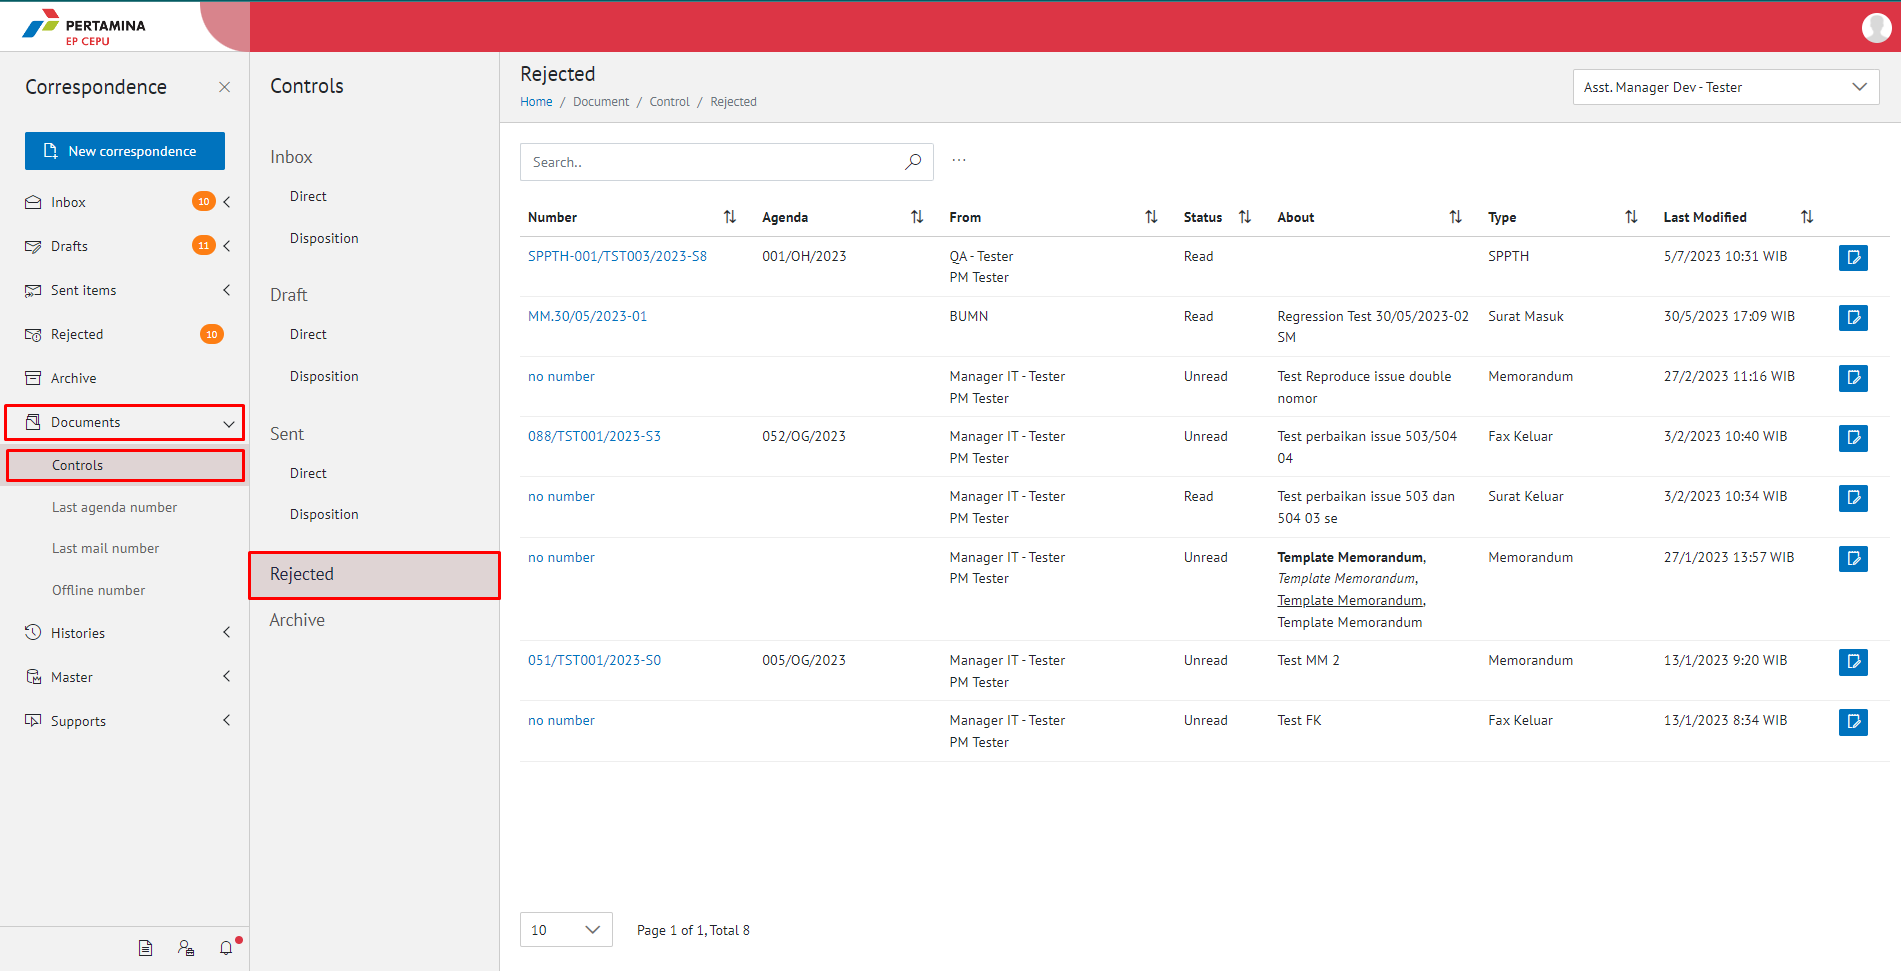 PERTAMINA
EP CEPU
Correspondence
New correspondence
Inbox 10
Drafts 11
Sent items
Rejected 10
Archive
Documents
Controls
Last agenda number
Last mail number
Offline number
Histories
Master
Supports
Controls
Inbox
Direct
Disposition
Draft
Direct
Disposition
Sent
Direct
Disposition
Rejected
Archive
Rejected
Home / Document / Control / Rejected
Asst. Manager Dev - Tester
Search.. ...
Number Agenda From Status About Type Last Modified
SPPTH-001/TST003/2023-S8 001/OH/2023 QA - Tester Read SPPTH 5/7/2023 10:31 WIB
PM Tester
MM.30/05/2023-01 BUMN Read Regression Test 30/05/2023-02 Surat Masuk 30/5/2023 17:09 WIB
SM
no number Manager IT - Tester Unread Test Reproduce issue double Memorandum 27/2/2023 11:16 WIB
PM Tester nomor
088/TST001/2023-S3 052/OG/2023 Manager IT - Tester Unread Test perbaikan issue 503/504 Fax Keluar 3/2/2023 10:40 WIB
PM Tester 04
no number Manager IT - Tester Read Test perbaikan issue 503 dan Surat Keluar 3/2/2023 10:34 WIB
PM Tester 504 03 se
no number Manager IT - Tester Unread Template Memorandum, Memorandum 27/1/2023 13:57 WIB
PM Tester Template Memorandum,
Template Memorandum,
Template Memorandum
051/TST001/2023-S0 005/OG/2023 Manager IT - Tester Unread Test MM 2 Memorandum 13/1/2023 9:20 WIB
PM Tester
no number Manager IT - Tester Unread Test FK Fax Keluar 13/1/2023 8:34 WIB
PM Tester
10 Page 1 of 1, Total 8